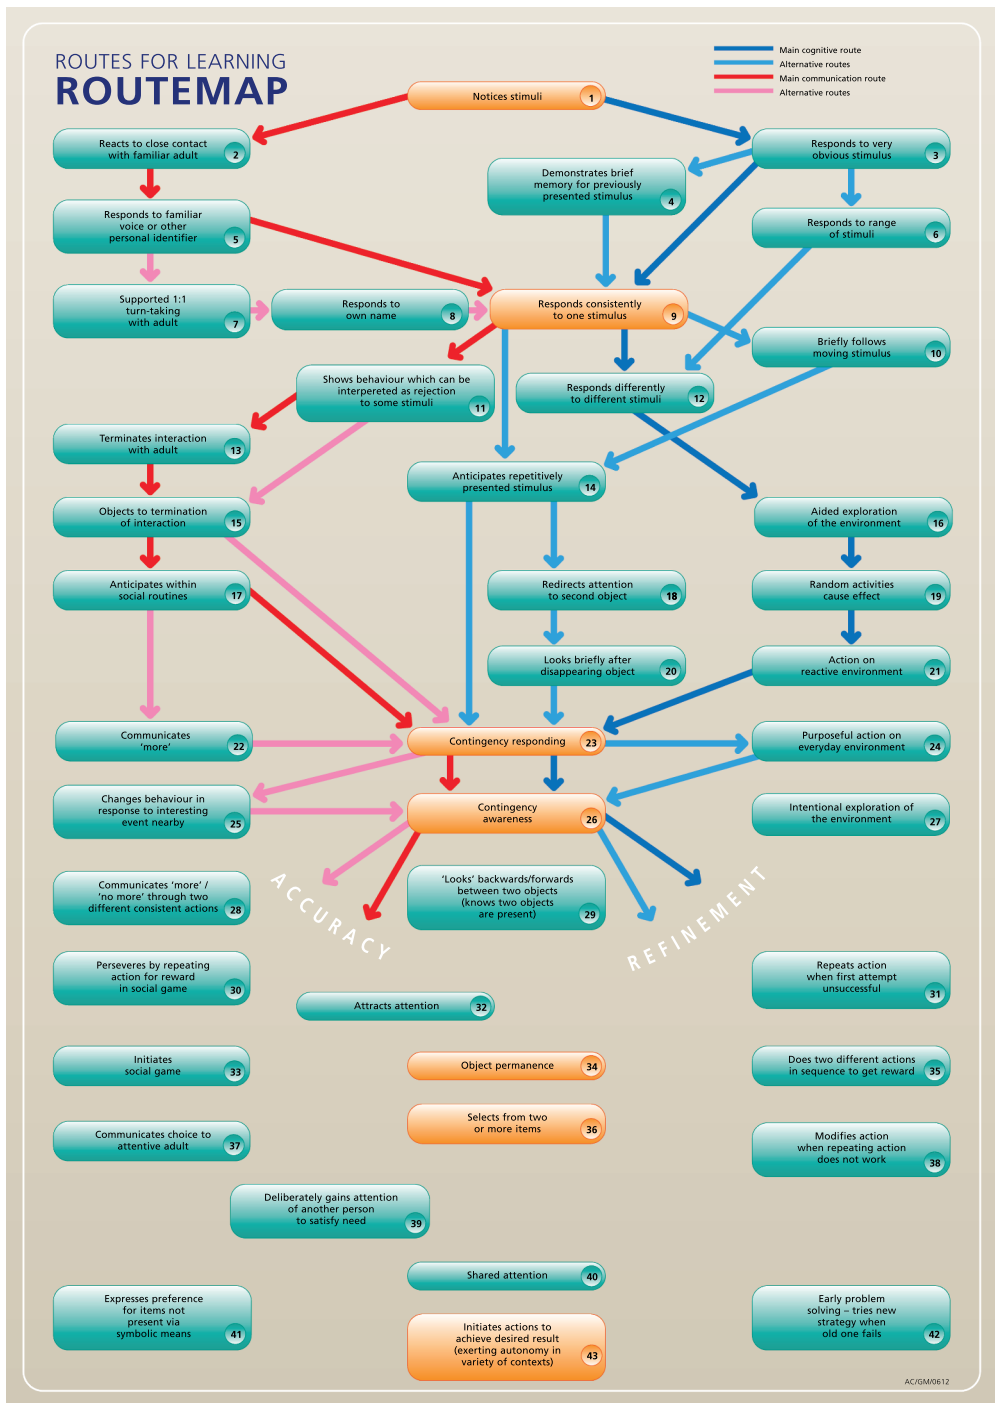 ROUTES FOR LEARNING
ROUTEMAP
Main cognitive route
Alternative routes
Main communication route
Alternative routes
Notices stimuli
1
Reacts to close contact
with familiar adult
2
Responds to very
obvious stimulus
3
Demonstrates brief
memory for previously
presented stimulus
4
Responds to familiar
voice or other
personal identifier
5
Responds to range
of stimuli
6
Supported 1:1
turn-taking
with adult
7
Responds to
own name
8
Responds consistently
to one stimulus
9
Briefly follows
moving stimulus
10
Shows behaviour which can be
interpereted as rejection
to some stimuli
11
Responds differently
to different stimuli
12
Terminates interaction
with adult
13
Anticipates repetitively
presented stimulus
14
Objects to termination
of interaction
15
Aided exploration
of the environment
16
Anticipates within
social routines
17
Redirects attention
to second object
18
Random activities
cause effect
19
Looks briefly after
disappearing object
20
Action on
reactive environment
21
Communicates
‘more’
22
Contingency responding
23
Purposeful action on
everyday environment
24
Changes behaviour in
response to interesting
event nearby
25
Contingency
awareness
26
Intentional exploration of
the environment
27
ACCURACY
REFINEMENT
Communicates ‘more’ /
‘no more’ through two
different consistent actions
28
‘Looks’ backwards/forwards
between two objects
(knows two objects
are present)
29
Perseveres by repeating
action for reward
in social game
30
Repeats action
when first attempt
unsuccessful
31
Attracts attention
32
Initiates
social game
33
Object permanence
34
Does two different actions
in sequence to get reward
35
Selects from two
or more items
36
Communicates choice to
attentive adult
37
Modifies action
when repeating action
does not work
38
Deliberately gains attention
of another person
to satisfy need
39
Shared attention
40
Expresses preference
for items not
present via
symbolic means
41
Early problem
solving – tries new
strategy when
old one fails
42
Initiates actions to
achieve desired result
(exerting autonomy in
variety of contexts)
43
AC/GM/0612